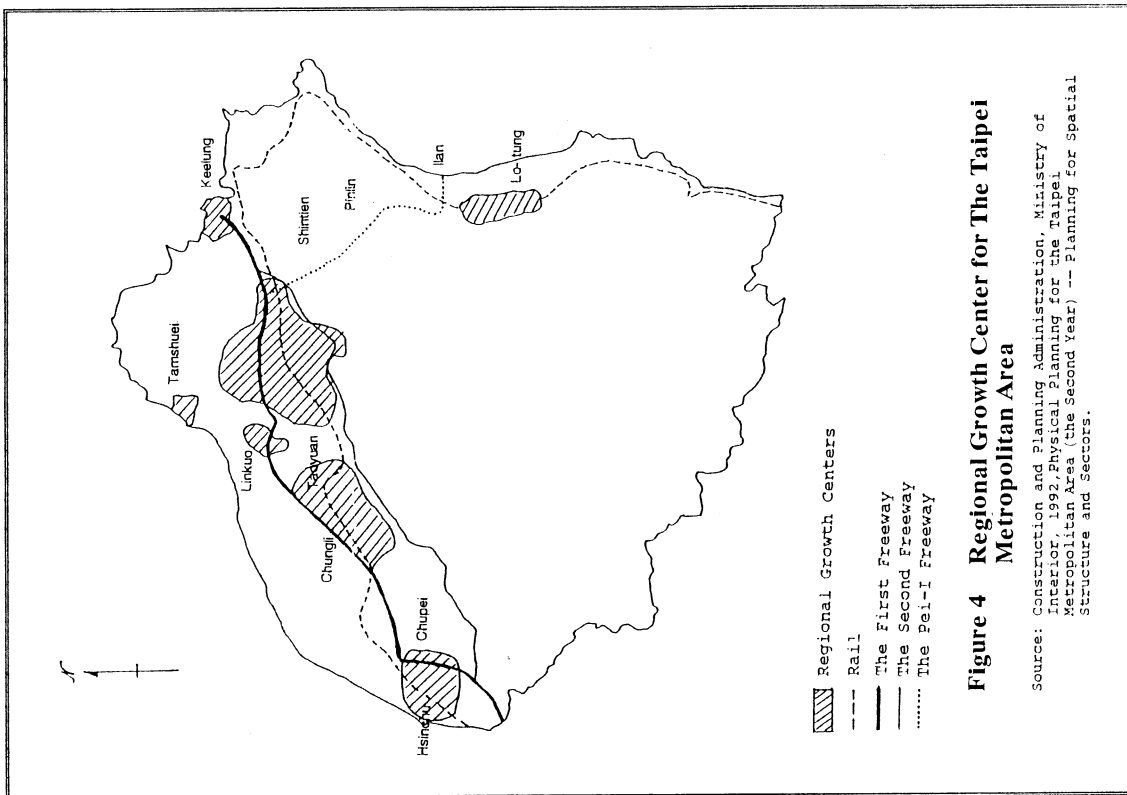 N
Keelung
Tamshuei
Linkuo
Taoyuan
Chungli
Chupei
Hsinchu
Shintien
Pinlin
Ilan
Lo-tung
Regional Growth Centers
Rail
The First Freeway
The Second Freeway
The Pei-I Freeway
Figure 4 Regional Growth Center for The Taipei
Metropolitan Area
Source: Construction and Planning Administration, Ministry of
Interior, 1992,Physical Planning for the Taipei
Metropolitan Area (the Second Year) -- Planning for Spatial
Structure and Sectors.